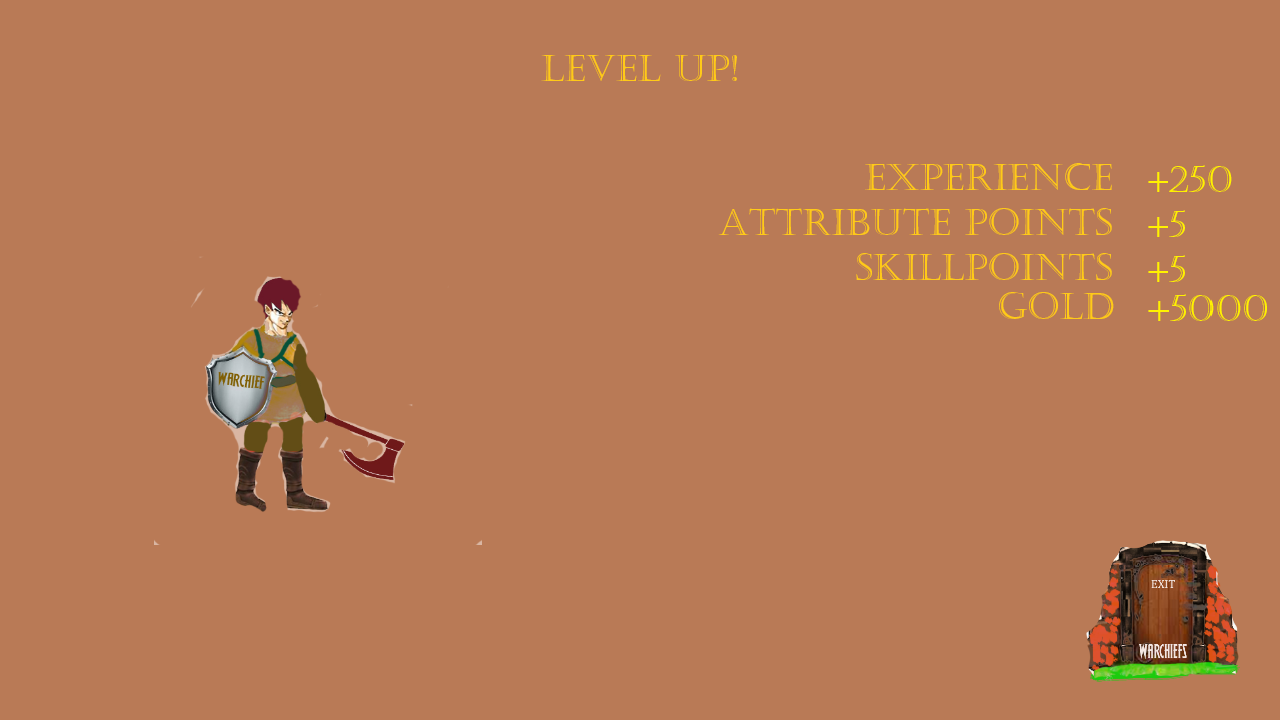 LEVEL UP!
EXPERIENCE +250
ATTRIBUTE POINTS +5
SKILLPOINTS +5
GOLD +5000
WARCHIEF
EXIT
WARCHIEFS